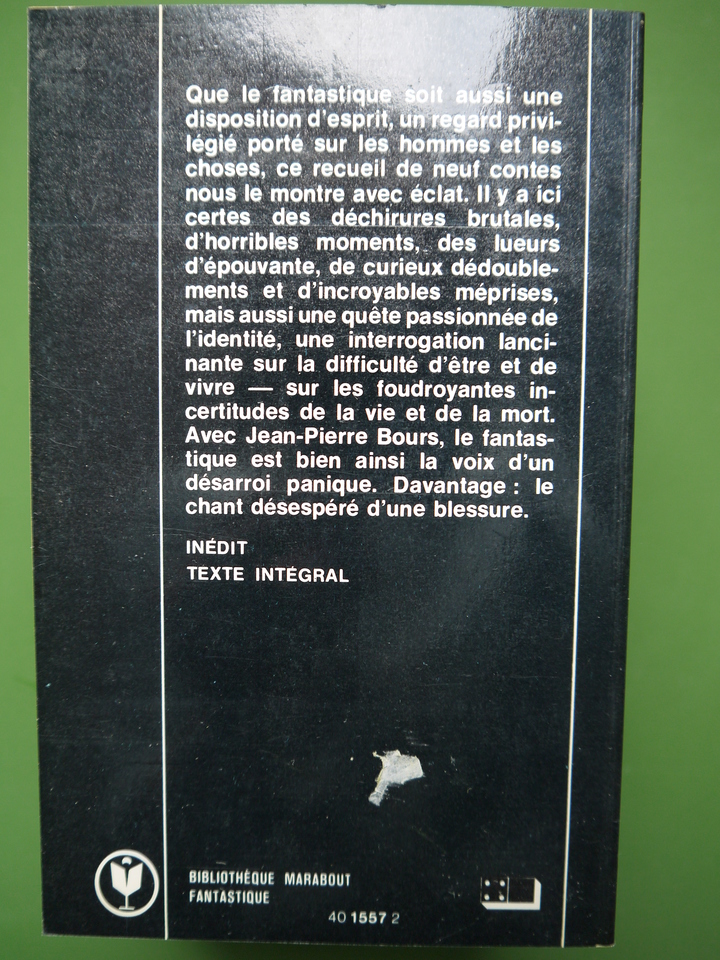 Que le fantastique soit aussi une
disposition d'esprit, un regard privi-
légié porté sur les hommes et les
choses, ce recueil de neuf contes
nous le montre avec éclat. Il y a ici
certes des déchirures brutales,
d'horribles moments, des lueurs
d'épouvante, de curieux dédouble-
ments et d'incroyables méprises,
mais aussi une quête passionnée de
l'identité, une interrogation lanci-
nante sur la difficulté d'être et de
vivre — sur les foudroyantes in-
certitudes de la vie et de la mort.
Avec Jean-Pierre Bours, le fantas-
tique est bien ainsi la voix d'un
désarroi panique. Davantage : le
chant désespéré d'une blessure.
INÉDIT
TEXTE INTÉGRAL
BIBLIOTHÈQUE MARABOUT
FANTASTIQUE
40 1557 2